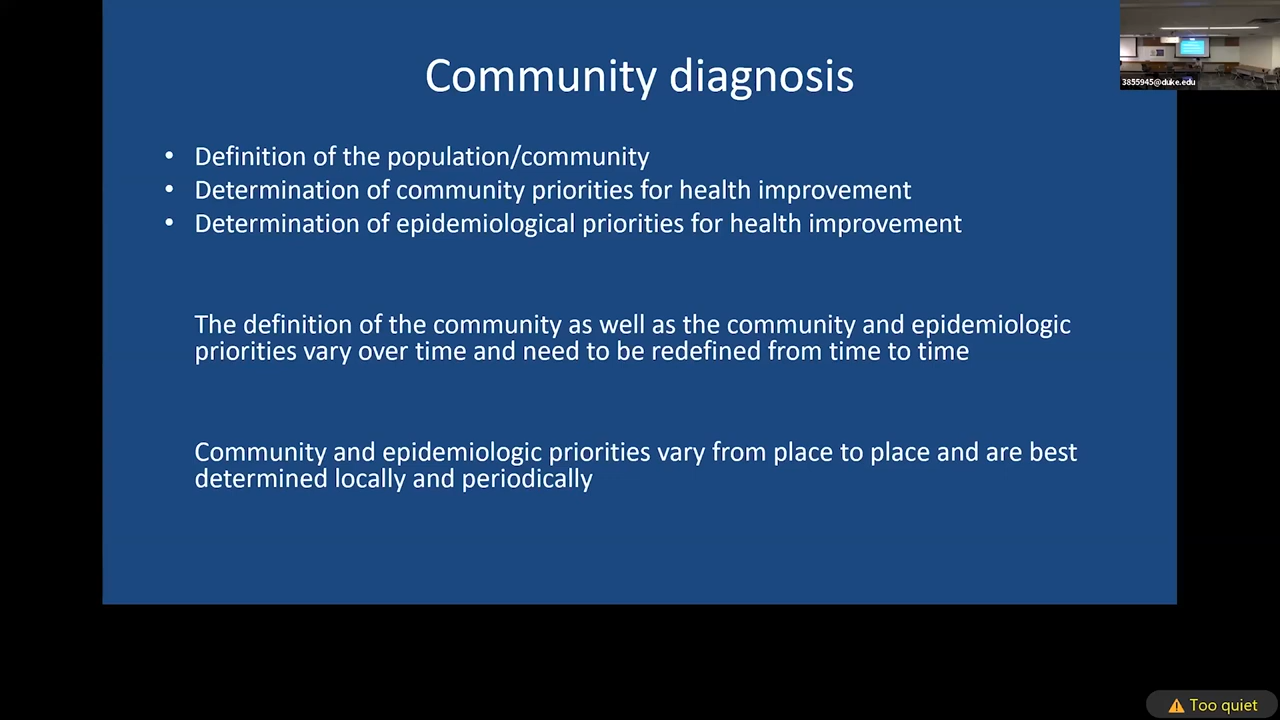 Community diagnosis
3855945@duke.edu
• Definition of the population/community
• Determination of community priorities for health improvement
• Determination of epidemiological priorities for health improvement
The definition of the community as well as the community and epidemiologic
priorities vary over time and need to be redefined from time to time
Community and epidemiologic priorities vary from place to place and are best
determined locally and periodically
Too quiet